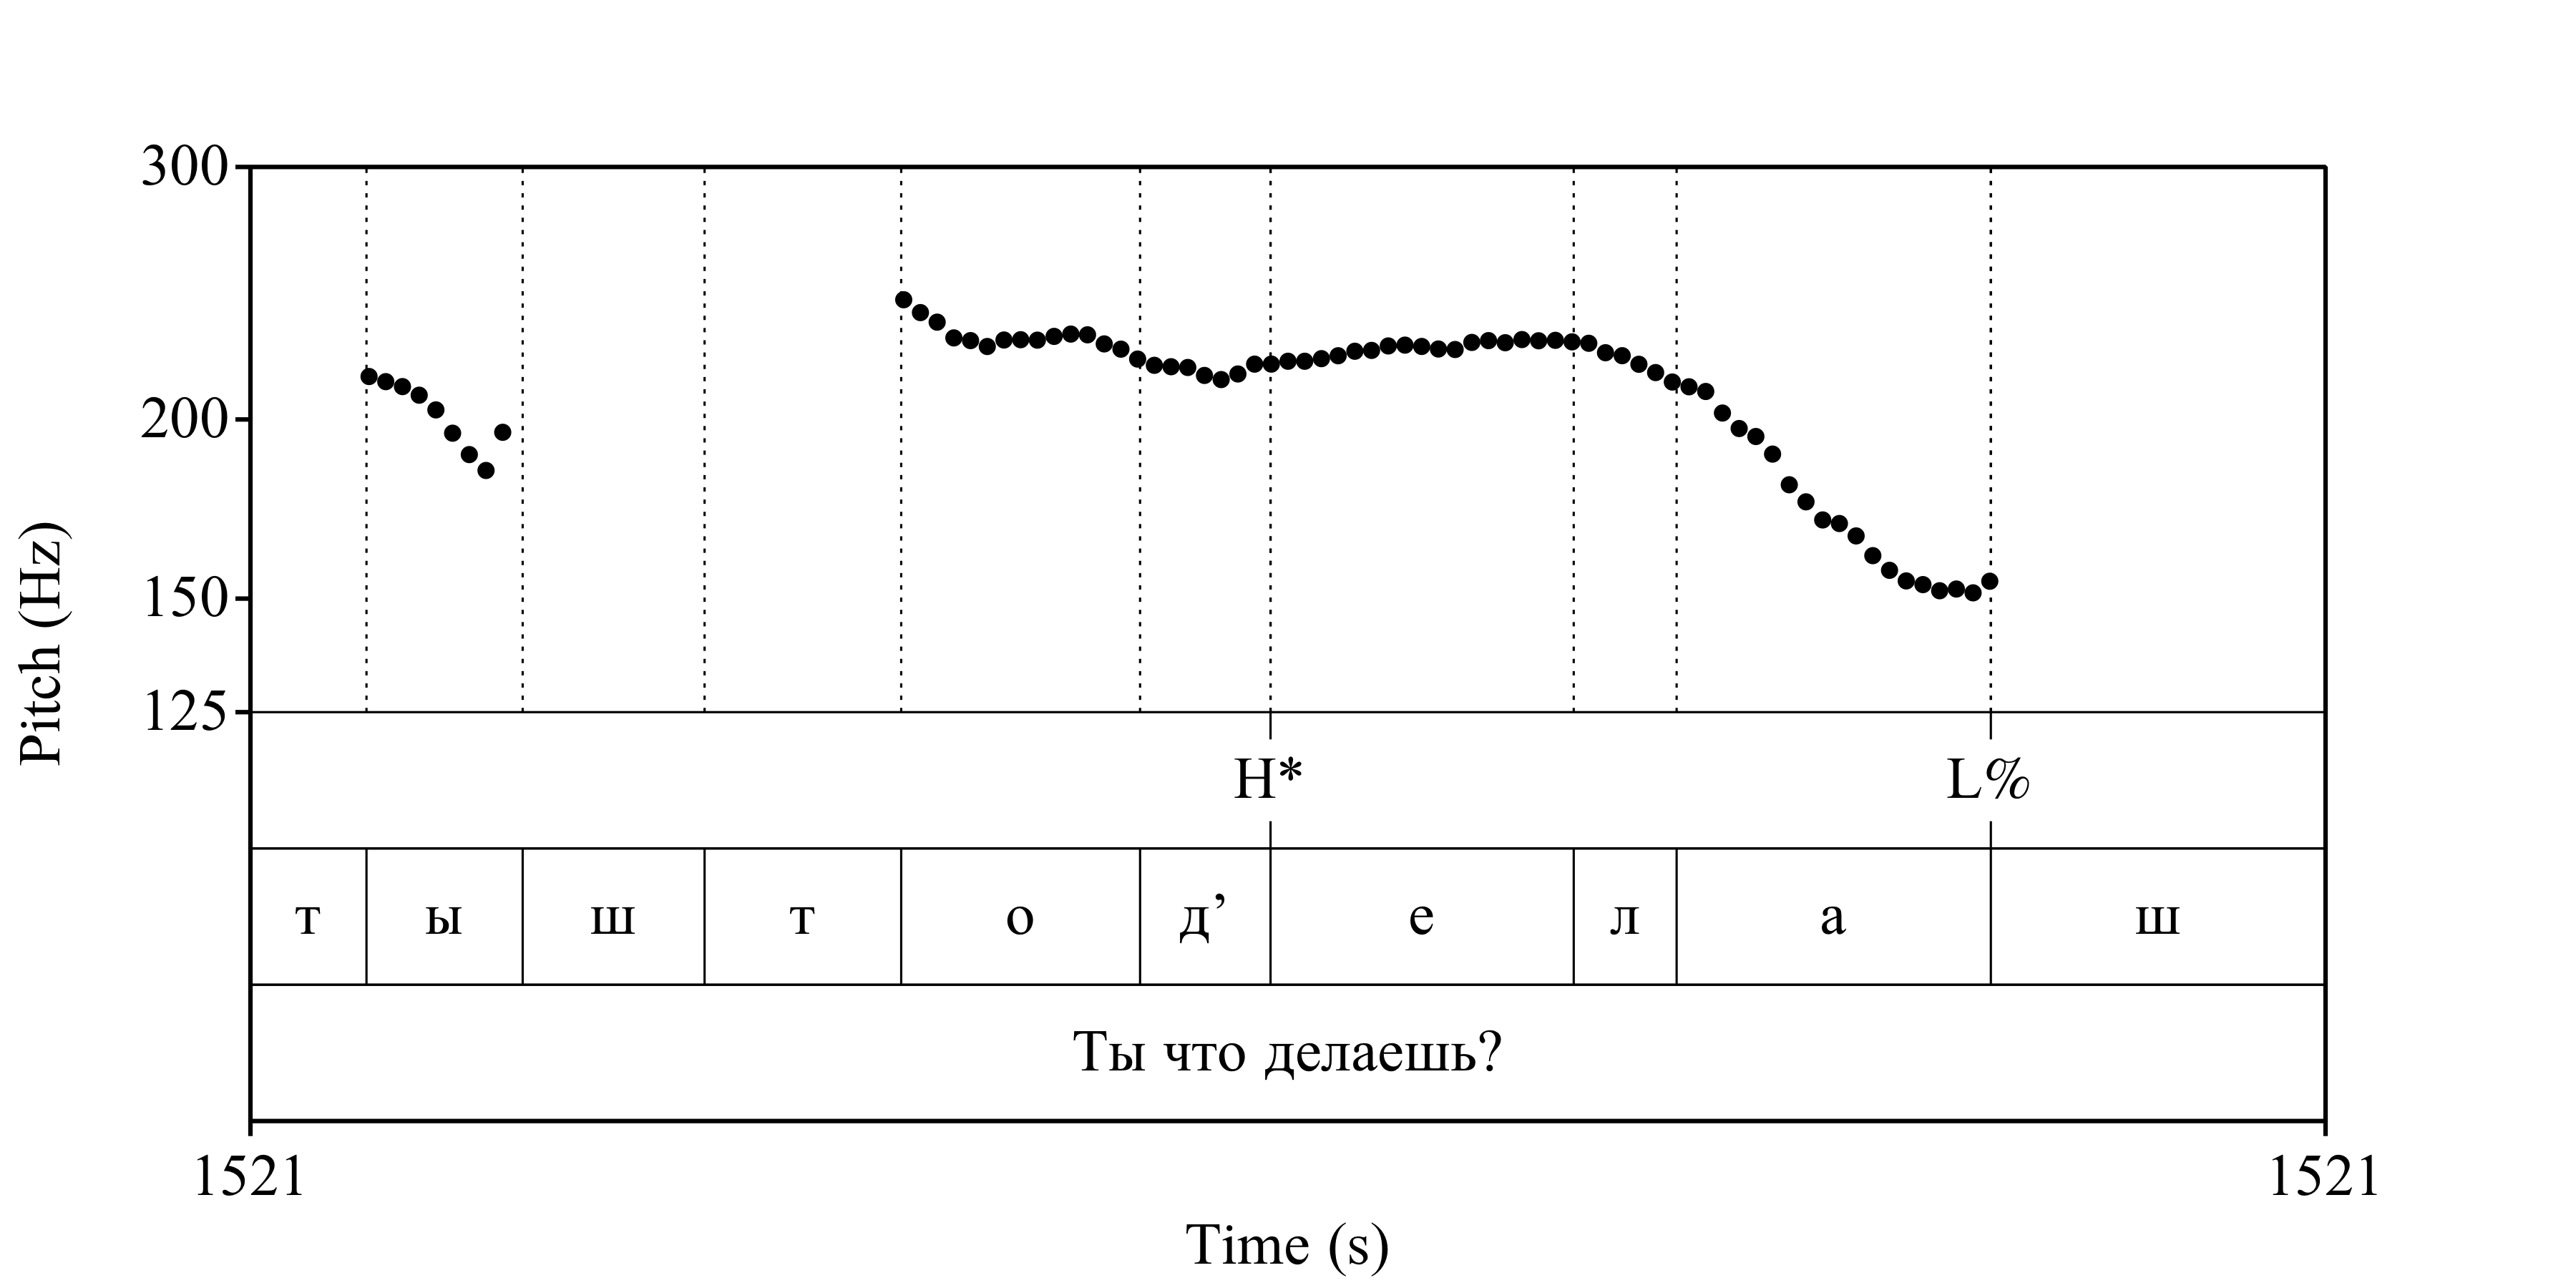 300
200
150
125
Pitch (Hz)
H* L%
т ы ш т о д’ е л а ш
Ты что делаешь?
1521 1521
Time (s)